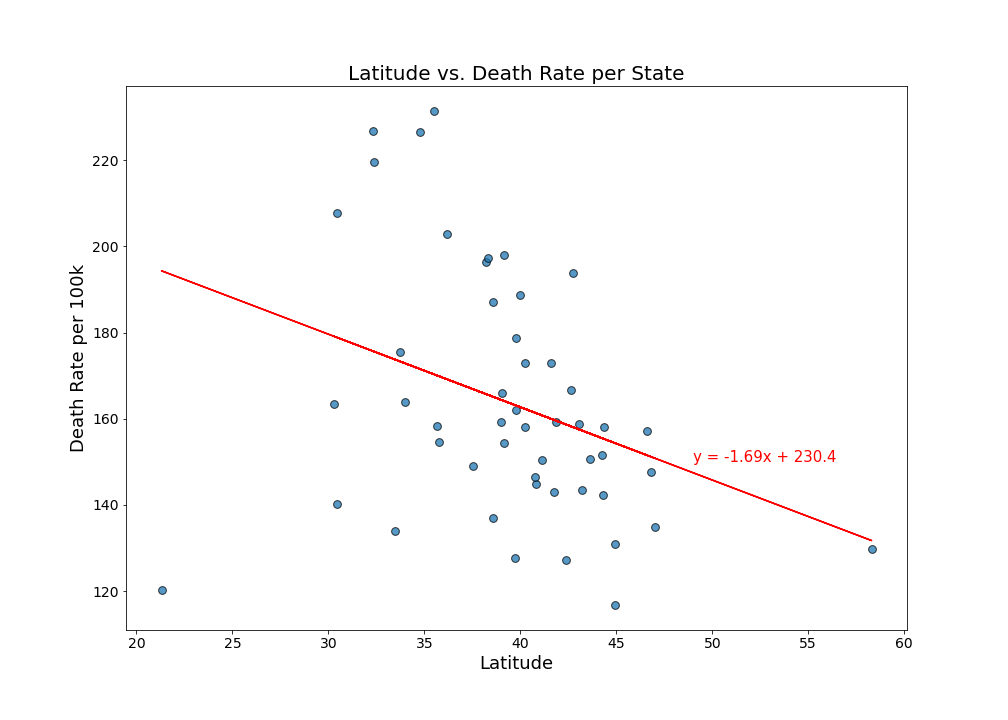 Latitude vs. Death Rate per State
Death Rate per 100k
220
200
180
160
140
120
y = -1.69x + 230.4
20 25 30 35 40 45 50 55 60
Latitude